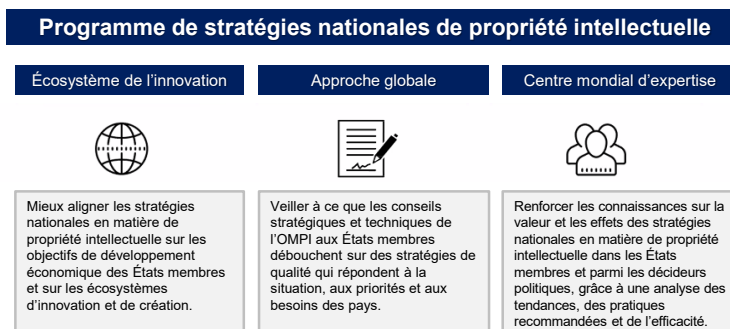 Programme de stratégies nationales de propriété intellectuelle
Écosystème de l'innovation
Approche globale
Centre mondial d'expertise
Mieux aligner les stratégies
nationales en matière de
propriété intellectuelle sur les
objectifs de développement
économique des États membres
et sur les écosystèmes
d'innovation et de création.
Veiller à ce que les conseils
stratégiques et techniques de
l'OMPI aux États membres
débouchent sur des stratégies de
qualité qui répondent à la
situation, aux priorités et aux
besoins des pays.
Renforcer les connaissances sur la
valeur et les effets des stratégies
nationales en matière de propriété
intellectuelle dans les États
membres et parmi les décideurs
politiques, grâce à une analyse des
tendances, des pratiques
recommandées et de l'efficacité.